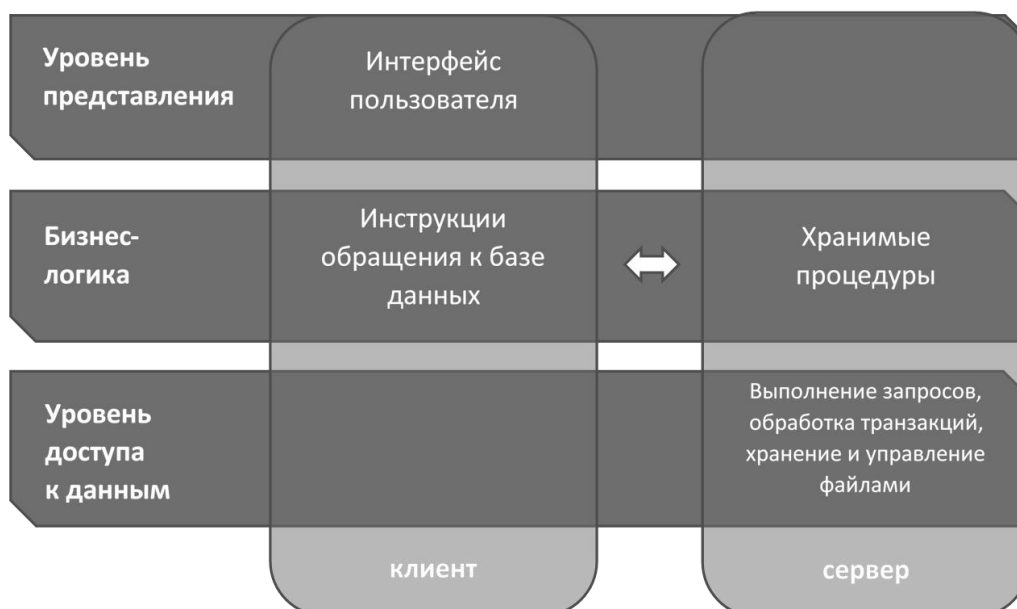 Уровень
представления
Интерфейс
пользователя
Бизнес-
логика
Инструкции
обращения к базе
данных
Хранимые
процедуры
Уровень
доступа
к данным
Выполнение запросов,
обработка транзакций,
хранение и управление
файлами
клиент
сервер